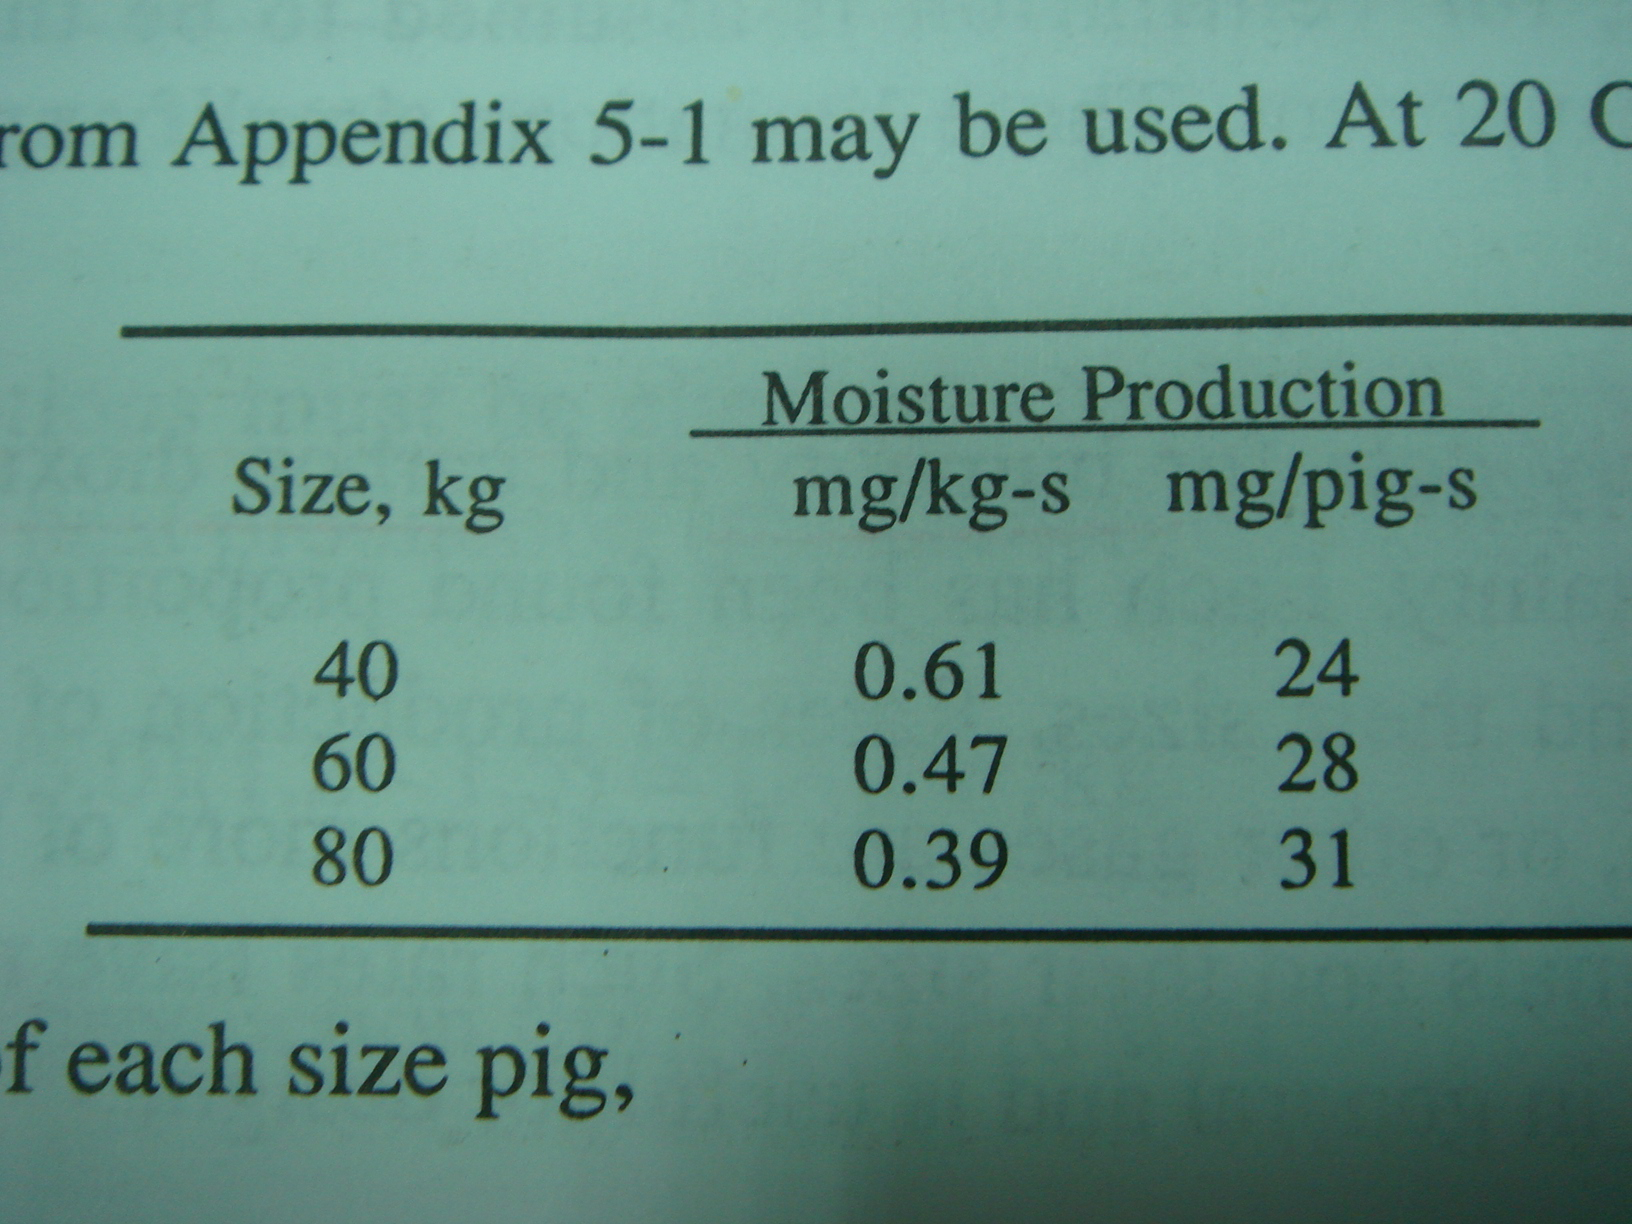 Appendix 5-1 may be used. At 20
Moisture Production
Size, kg mg/kg-s mg/pig-s
40 0.61 24
60 0.47 28
80 0.39 31
each size pig,